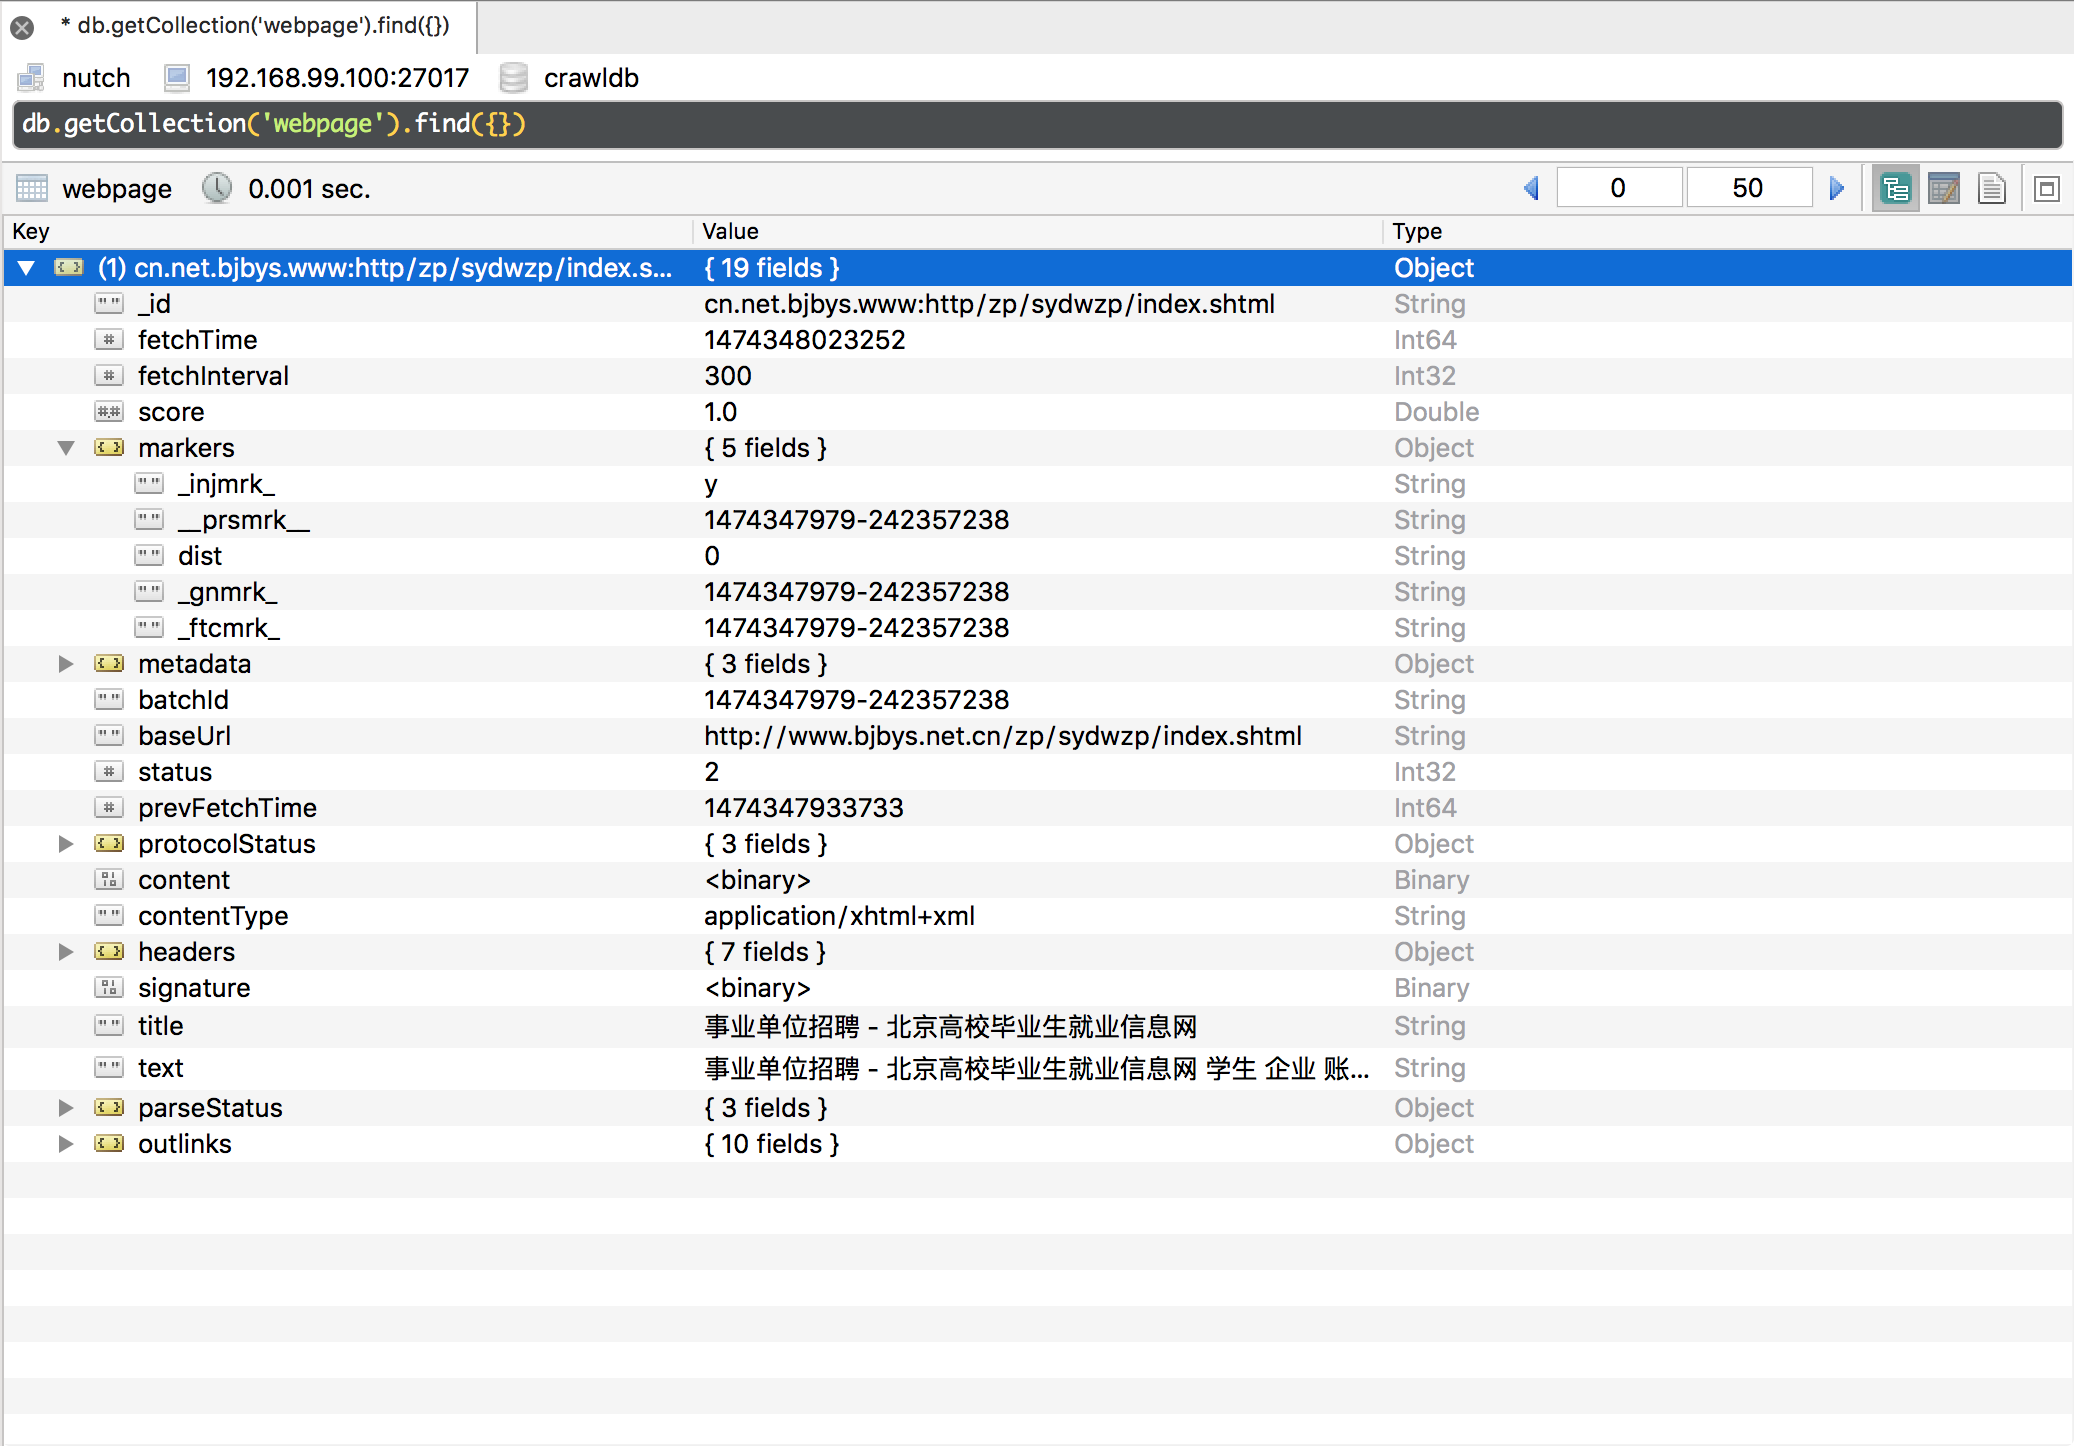 * db.getCollection('webpage').find({})
nutch 192.168.99.100:27017 crawldb
db.getCollection('webpage').find({})
webpage 0.001 sec. 0 50
Key Value Type
(1) cn.net.bjbys.www:http/zp/sydwzp/index.s... { 19 fields } Object
_id cn.net.bjbys.www:http/zp/sydwzp/index.shtml String
fetchTime 1474348023252 Int64
fetchInterval 300 Int32
score 1.0 Double
markers { 5 fields } Object
_injmrk_ y String
__prsmrk__ 1474347979-242357238 String
dist 0 String
_gnmrk_ 1474347979-242357238 String
_ftcmrk_ 1474347979-242357238 String
metadata { 3 fields } Object
batchId 1474347979-242357238 String
baseUrl http://www.bjbys.net.cn/zp/sydwzp/index.shtml String
status 2 Int32
prevFetchTime 1474347933733 Int64
protocolStatus { 3 fields } Object
content <binary> Binary
contentType application/xhtml+xml String
headers { 7 fields } Object
signature <binary> Binary
title 事业单位招聘 - 北京高校毕业生就业信息网 String
text 事业单位招聘 - 北京高校毕业生就业信息网 学生 企业 账... String
parseStatus { 3 fields } Object
outlinks { 10 fields } Object